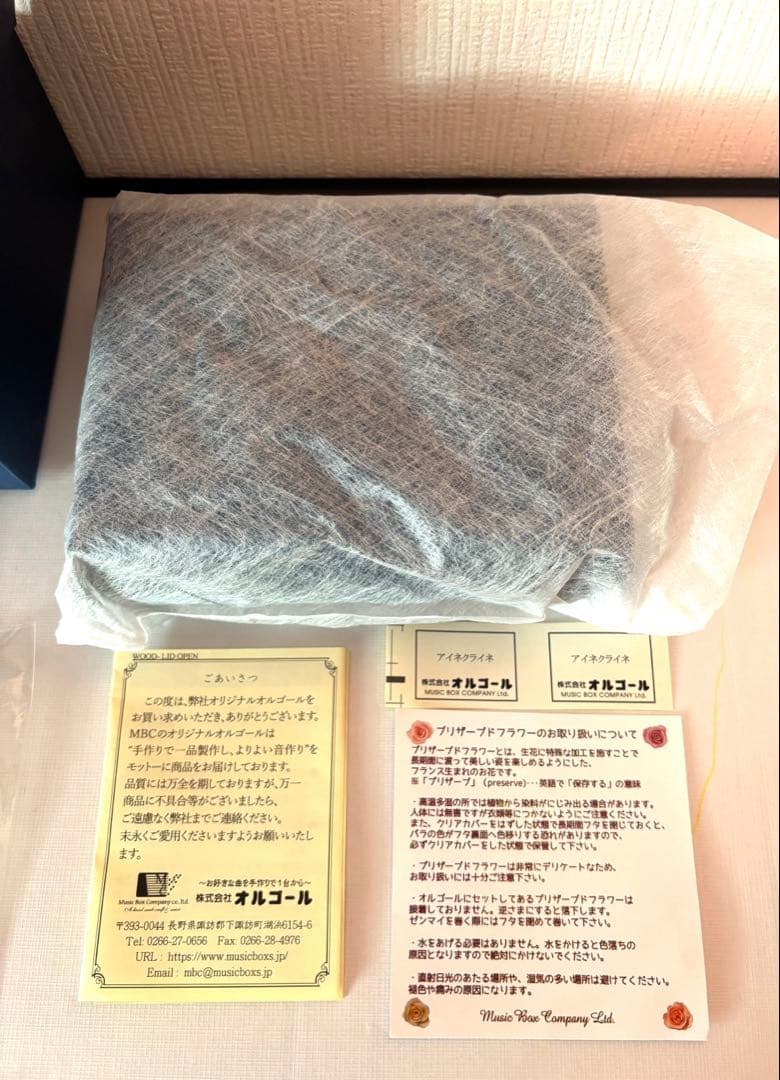 WOOD- LID OPEN
ごあいさつ
この度は、弊社オリジナルオルゴールを
お買い求めいただき、ありがとうございます。
MBCのオリジナルオルゴールは
“手作りで一品製作し、よりよい音作り”を
モットーに商品をお届けしております。
品質には万全を期しておりますが、万一
商品に不具合等がございましたら、
ご遠慮なく弊社までご連絡ください。
末永くご愛用くださいますようお願いいたし
ます。
Music Box Company co. ltd.
～お好きな曲を手作りで1台から～
株式会社 オルゴール
〒393-0044 長野県諏訪郡下諏訪町湖浜6154-6
Tel: 0266-27-0656 Fax: 0266-28-4976
URL : https://www.musicboxs.jp/
Email : mbc@musicboxs.jp
アイネクライネ
株式会社 オルゴール
MUSIC BOX COMPANY Ltd.
アイネクライネ
株式会社 オルゴール
MUSIC BOX COMPANY Ltd.
プリザーブドフラワーのお取り扱いについて
プリザーブドフラワーとは、生花に特殊な加工を施すことで
長期間に渡って美しい姿を楽しめるようにした、
フランス生まれのお花です。
※「プリザーブ」(preserve)…英語で「保存する」の意味
・高温多湿の所では植物から染料がにじみ出る場合があります。
人体には無害ですが衣類等につかないようにご注意ください。
また、クリアカバーをはずした状態で長期間フタを閉じておくと、
バラの色がフタ裏面へ色移りする恐れがありますので、
必ずクリアカバーをした状態で保管して下さい。
・プリザーブドフラワーは非常にデリケートなため、
お取り扱いには十分ご注意下さい。
・オルゴールにセットしてあるプリザーブドフラワーは
接着しておりません。逆さまにすると落下します。
ゼンマイを巻く際にはフタを閉めて巻いて下さい。
・水をあげる必要はありません。水をかけると色落ちの
原因となりますので絶対にかけないでください。
・直射日光のあたる場所や、湿気の多い場所は避けてください。
褪色や痛みの原因になります。
Music Box Company Ltd.